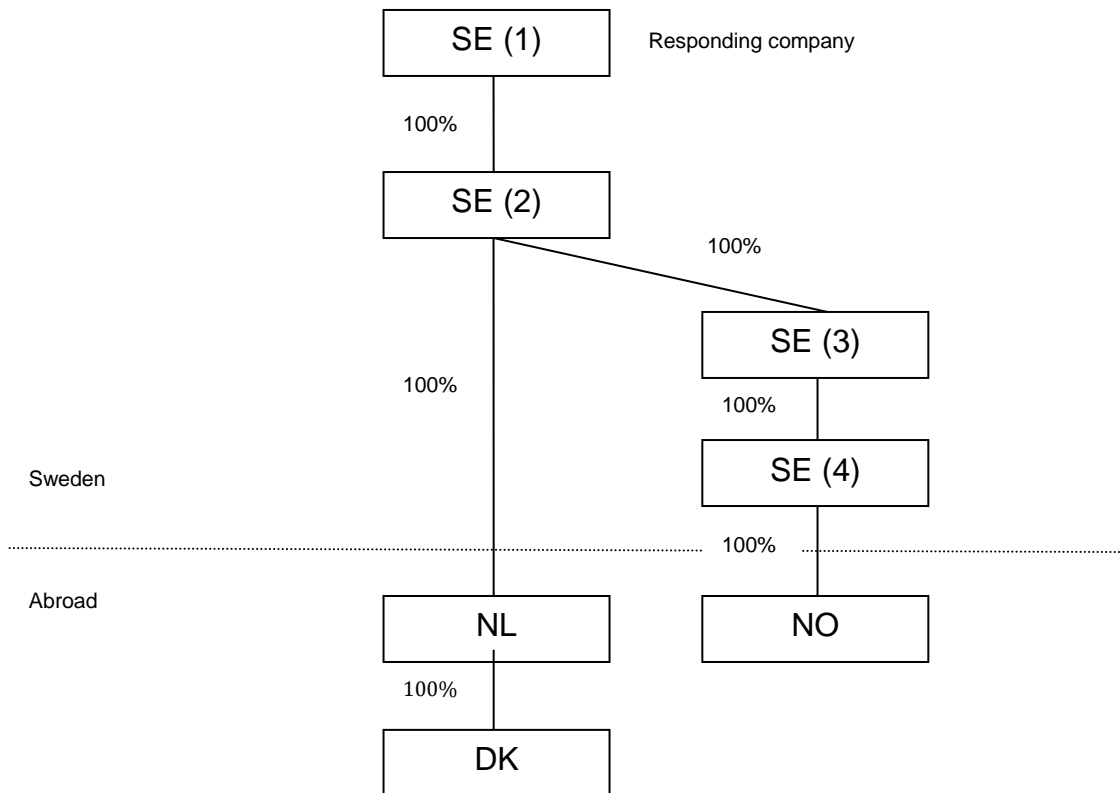 SE (1)
Responding company
100%
SE (2)
100%
SE (3)
100%
100%
SE (4)
Sweden
100%
Abroad
NL
NO
100%
DK